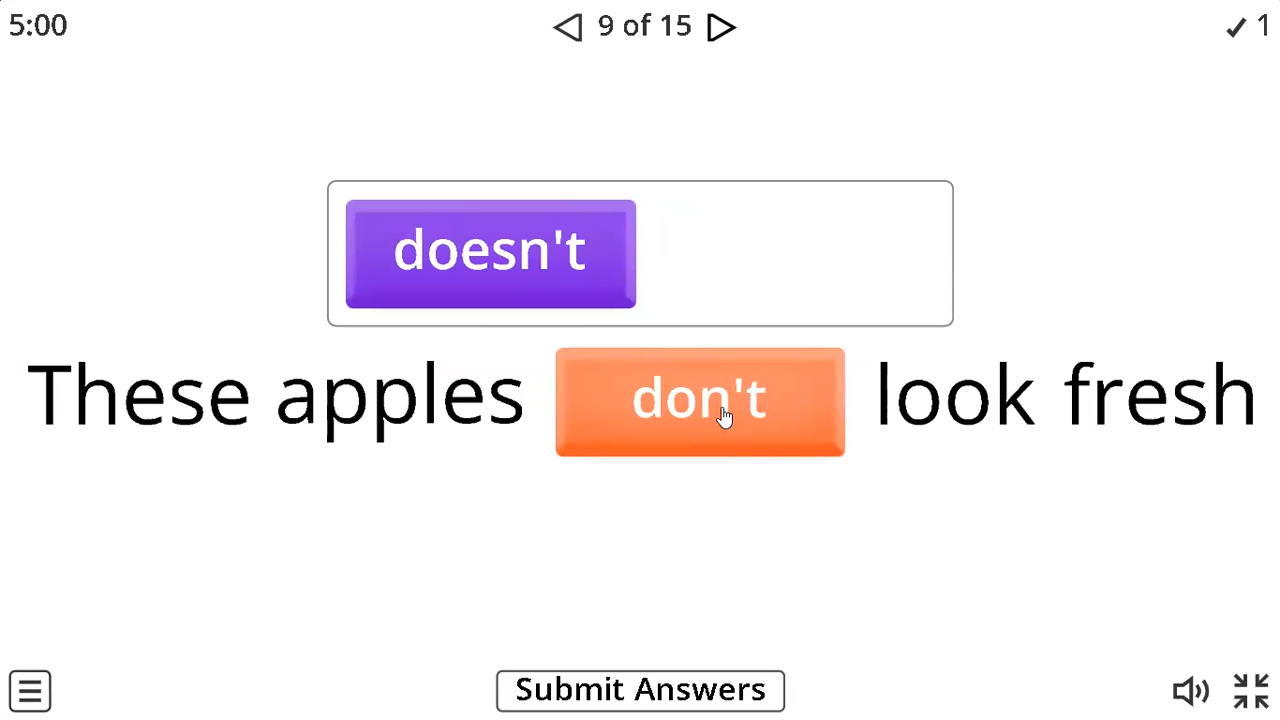 5:00
9 of 15
✓ 1
doesn't
These apples don't look fresh
Submit Answers